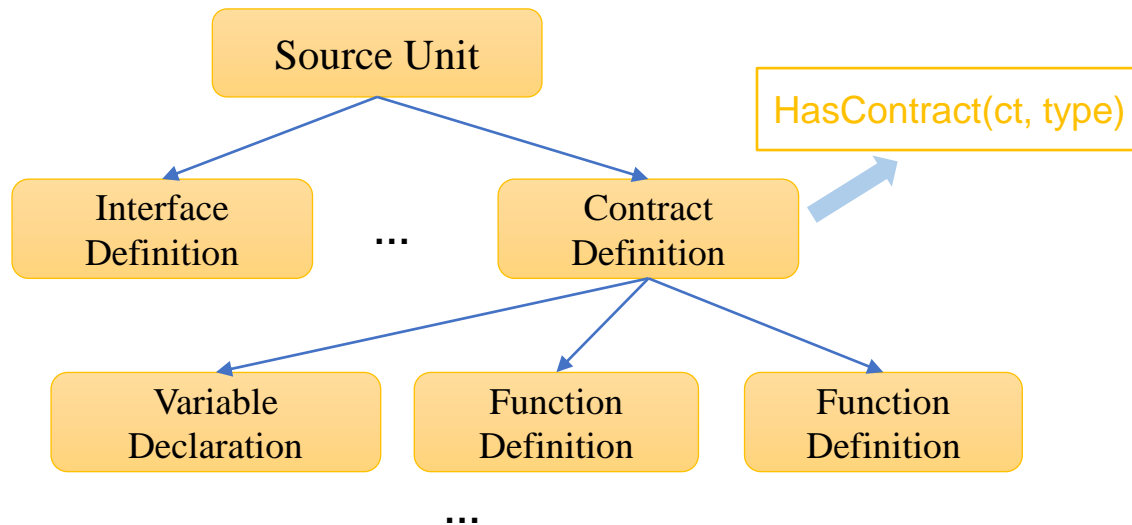 Source Unit
HasContract(ct, type)
Interface
Definition
...
Contract
Definition
Variable
Declaration
Function
Definition
Function
Definition
...